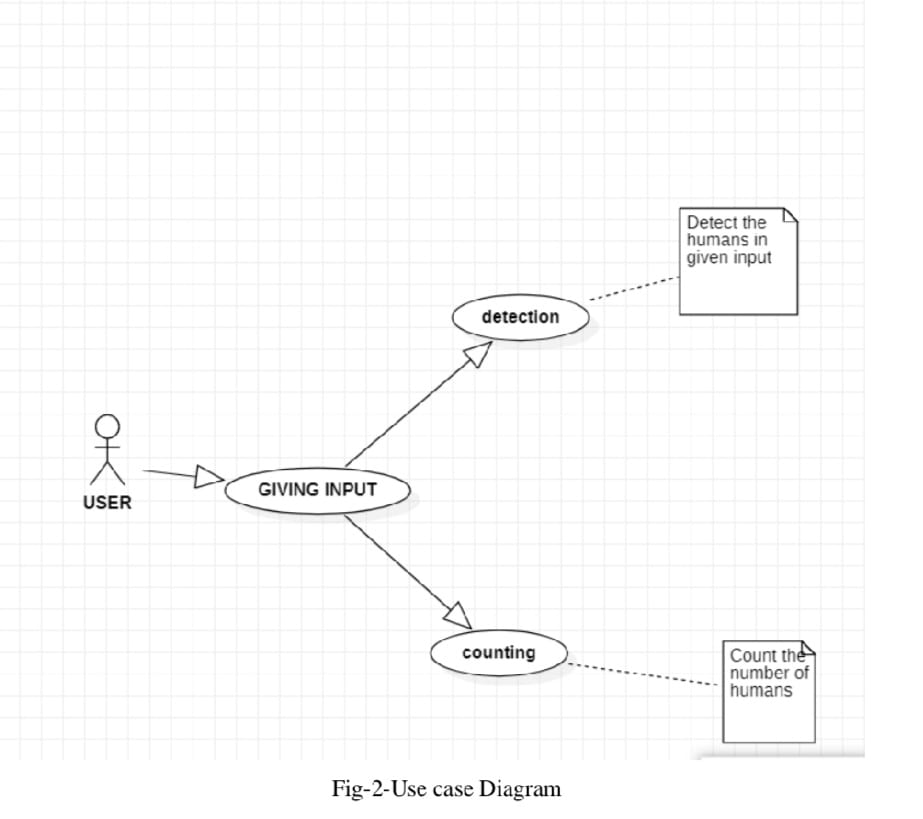 Detect the
humans in
given input
detection
USER
GIVING INPUT
counting
Count the
number of
humans
Fig-2-Use case Diagram